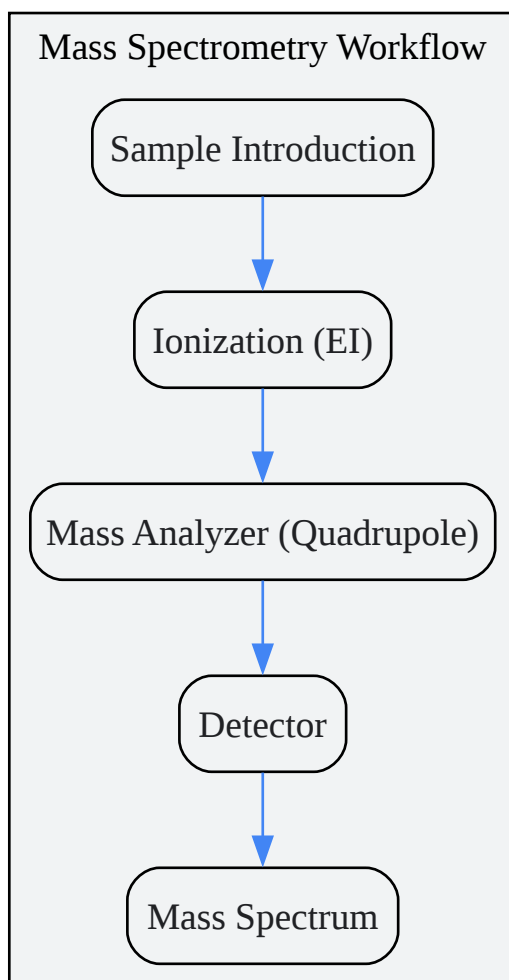 Mass Spectrometry Workflow
Sample Introduction
Ionization (EI)
Mass Analyzer (Quadrupole)
Detector
Mass Spectrum